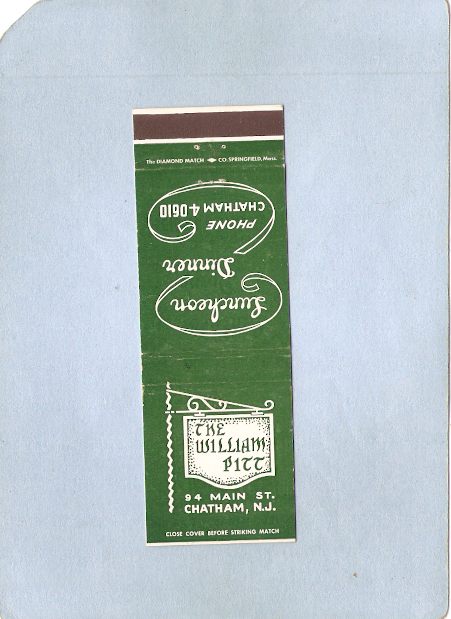 The DIAMOND MATCH CO. SPRINGFIELD, Mass.
PHONE
CHATHAM 4-0610
Luncheon
Dinner
THE
WILLIAM
PITT
94 MAIN ST.
CHATHAM, N.J.
CLOSE COVER BEFORE STRIKING MATCH